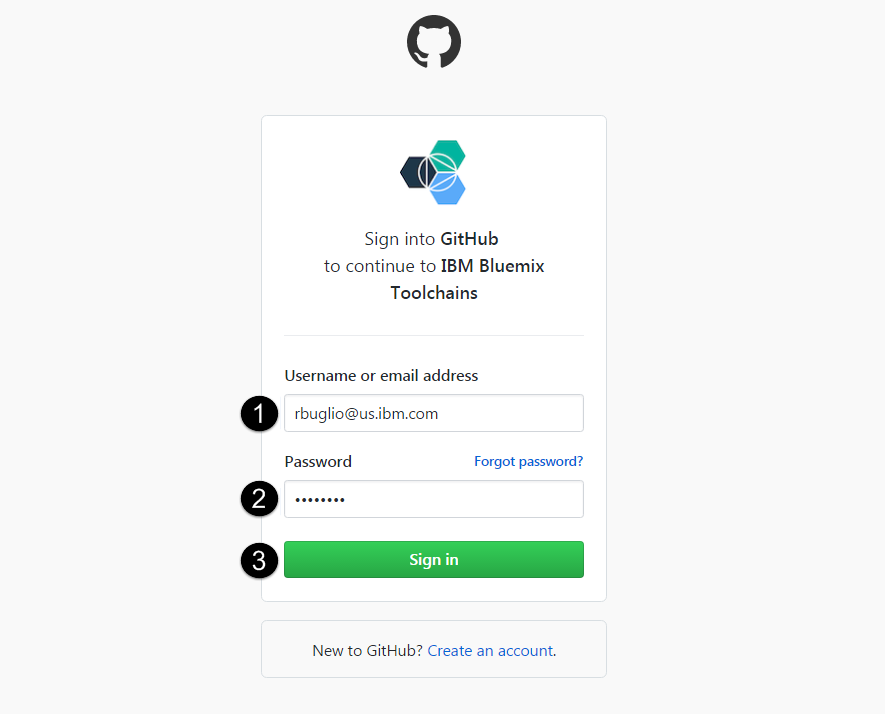 Sign into GitHub
to continue to IBM Bluemix
Toolchains
Username or email address
1 rbuglio@us.ibm.com
Password Forgot password?
2 ••••••••
3 Sign in
New to GitHub? Create an account.